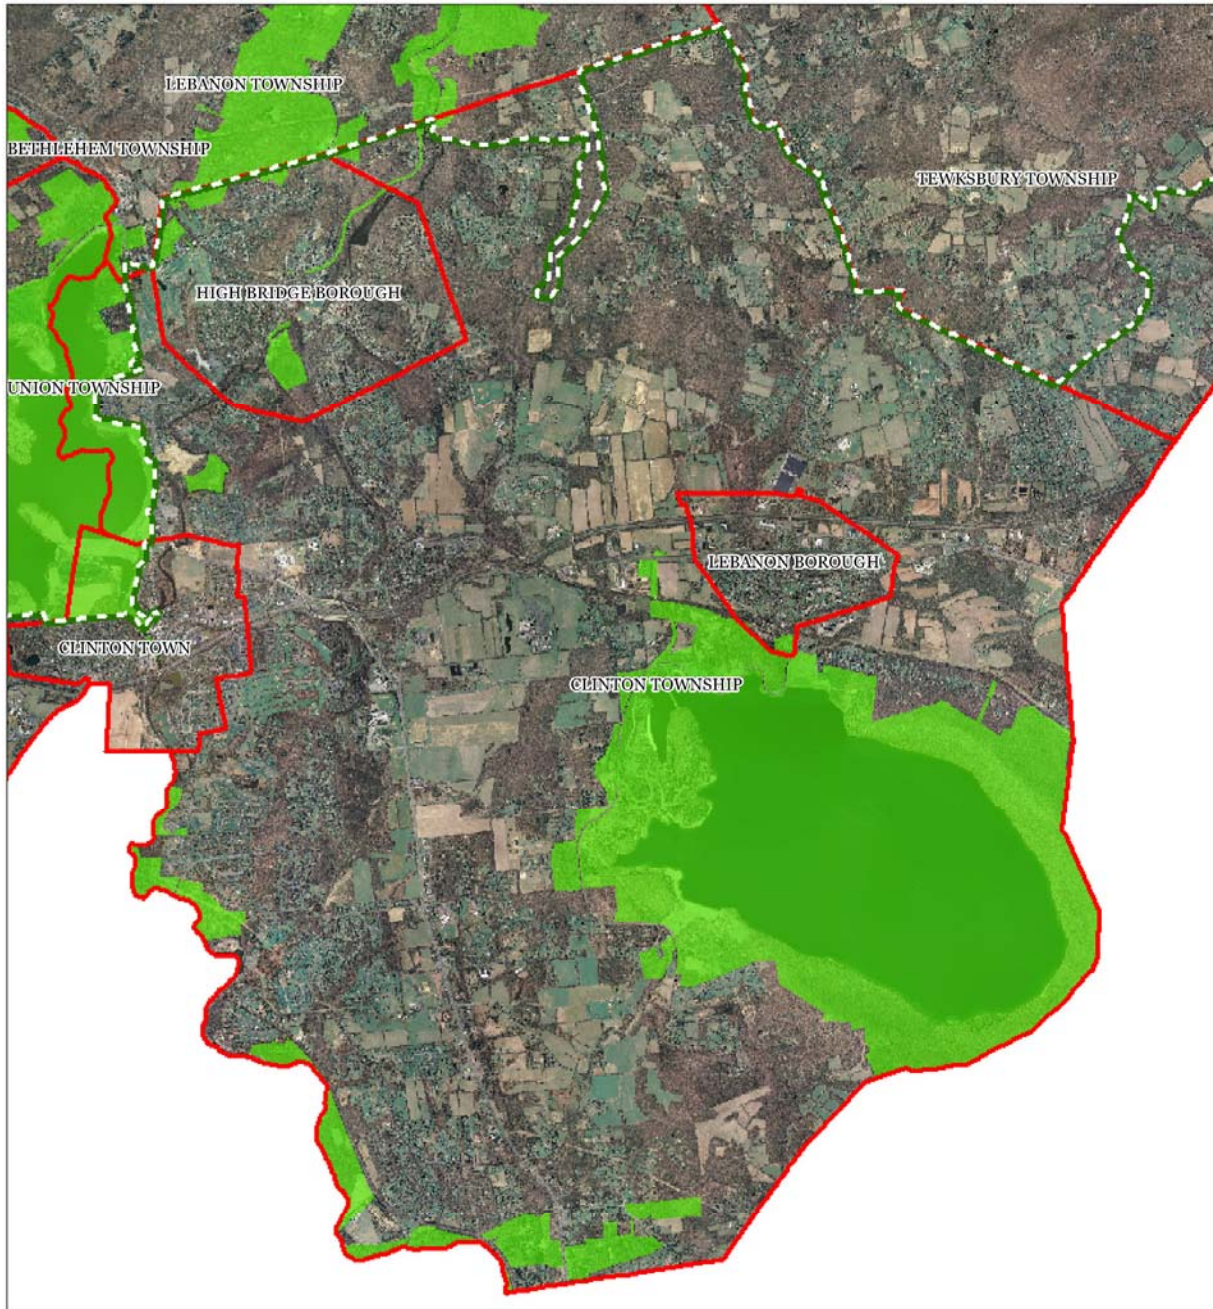 LEBANON TOWNSHIP
BETHLEHEM TOWNSHIP
TEWKSBURY TOWNSHIP
HIGH BRIDGE BOROUGH
UNION TOWNSHIP
LEBANON BOROUGH
CLINTON TOWN
CLINTON TOWNSHIP